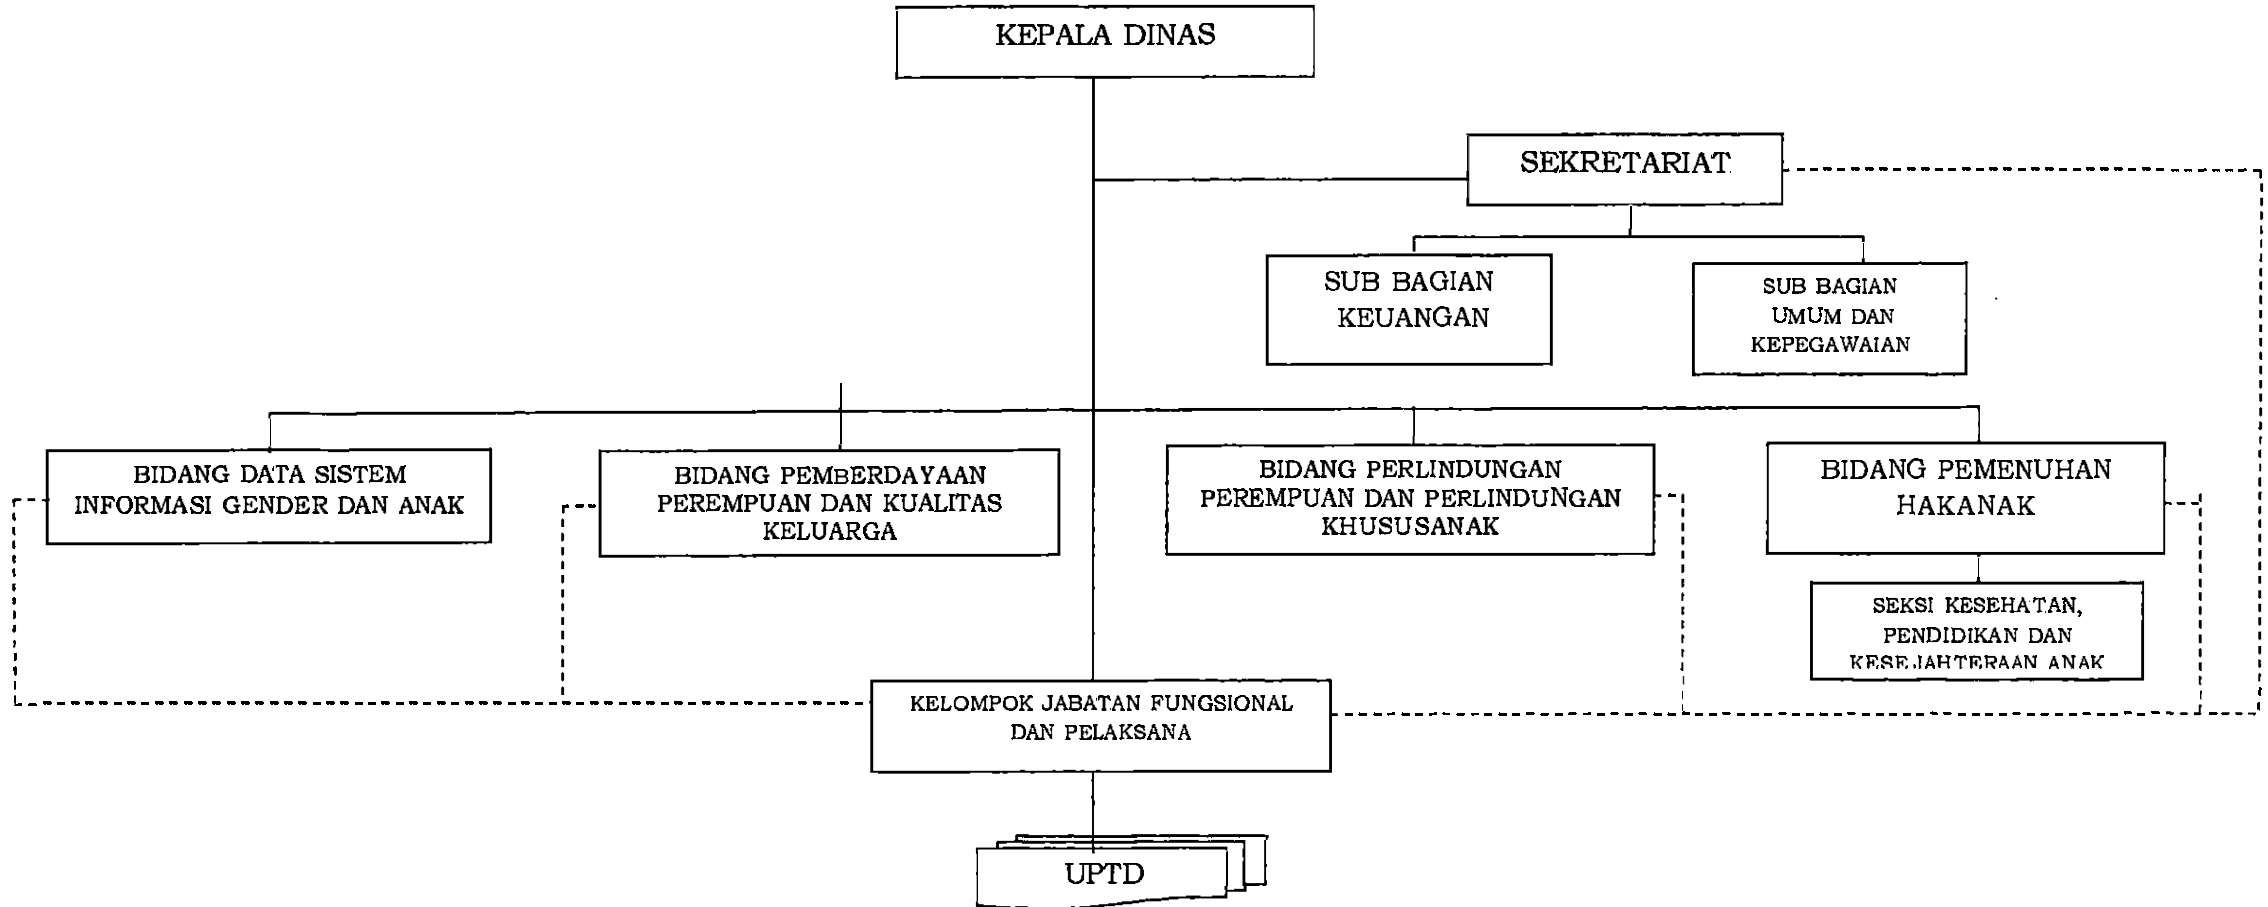 KEPALA DINAS
SEKRETARIAT
SUB BAGIAN
KEUANGAN
SUB BAGIAN
UMUM DAN
KEPEGAWAIAN
BIDANG DATA SISTEM
INFORMASI GENDER DAN ANAK
BIDANG PEMBERDAYAAN
PEREMPUAN DAN KUALITAS
KELUARGA
BIDANG PERLINDUNGAN
PEREMPUAN DAN PERLINDUNGAN
KHUSUSANAK
BIDANG PEMENUHAN
HAKANAK
SEKSI KESEHATAN,
PENDIDIKAN DAN
KESEJAHTERAAN ANAK
KELOMPOK JABATAN FUNGSIONAL
DAN PELAKSANA
UPTD